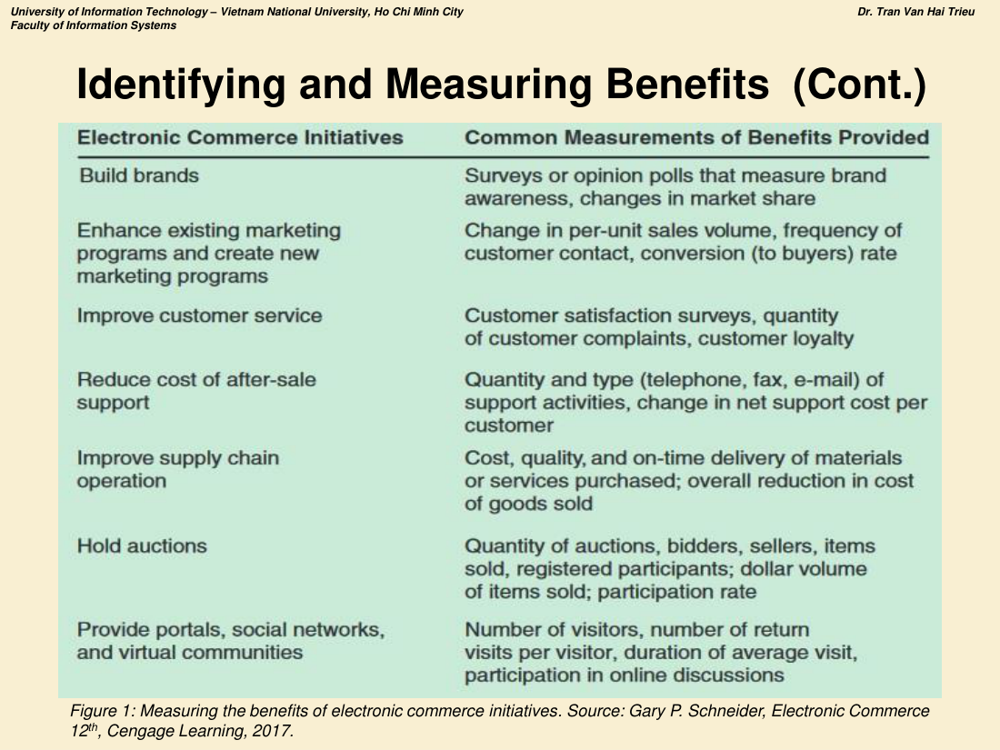 University of Information Technology – Vietnam National University, Ho Chi Minh City
Faculty of Information Systems
Dr. Tran Van Hai Trieu
Identifying and Measuring Benefits (Cont.)
Electronic Commerce Initiatives
Common Measurements of Benefits Provided
Build brands
Surveys or opinion polls that measure brand
awareness, changes in market share
Enhance existing marketing
programs and create new
marketing programs
Change in per-unit sales volume, frequency of
customer contact, conversion (to buyers) rate
Improve customer service
Customer satisfaction surveys, quantity
of customer complaints, customer loyalty
Reduce cost of after-sale
support
Quantity and type (telephone, fax, e-mail) of
support activities, change in net support cost per
customer
Improve supply chain
operation
Cost, quality, and on-time delivery of materials
or services purchased; overall reduction in cost
of goods sold
Hold auctions
Quantity of auctions, bidders, sellers, items
sold, registered participants; dollar volume
of items sold; participation rate
Provide portals, social networks,
and virtual communities
Number of visitors, number of return
visits per visitor, duration of average visit,
participation in online discussions
Figure 1: Measuring the benefits of electronic commerce initiatives. Source: Gary P. Schneider, Electronic Commerce
12th, Cengage Learning, 2017.